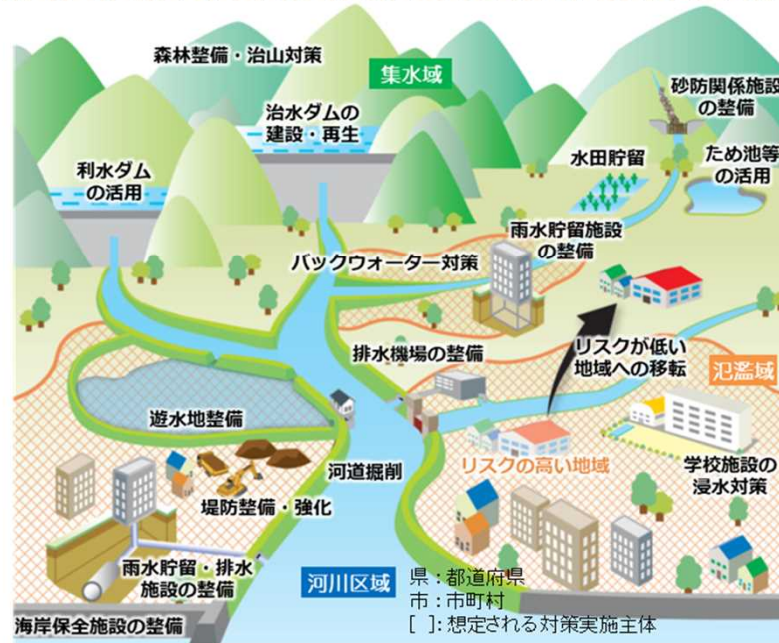 森林整備・治山対策
集水域
砂防関係施設
の整備
治水ダムの
建設・再生
水田貯留
ため池等
の活用
利水ダム
の活用
雨水貯留施設
の整備
バックウォーター対策
排水機場の整備
リスクが低い
地域への移転
氾濫域
遊水地整備
リスクの高い地域
学校施設の
浸水対策
河道掘削
堤防整備・強化
雨水貯留・排水
施設の整備
河川区域
県：都道府県
市：市町村
[ ]：想定される対策実施主体
海岸保全施設の整備